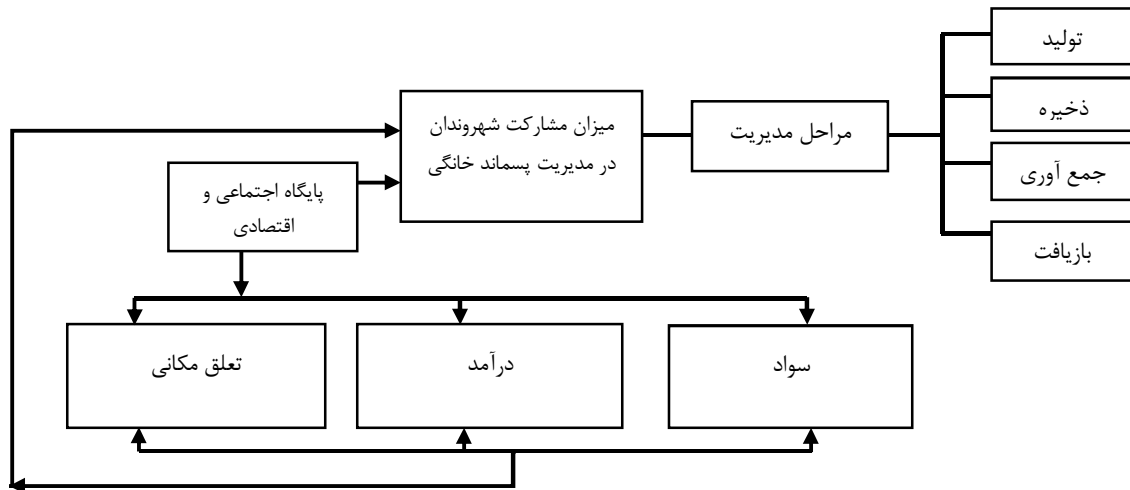 تولید
ذخیره
جمع آوری
بازیافت
مراحل مدیریت
میزان مشارکت شهروندان
در مدیریت پسماند خانگی
پایگاه اجتماعی و
اقتصادی
سواد
درآمد
تعلق مکانی